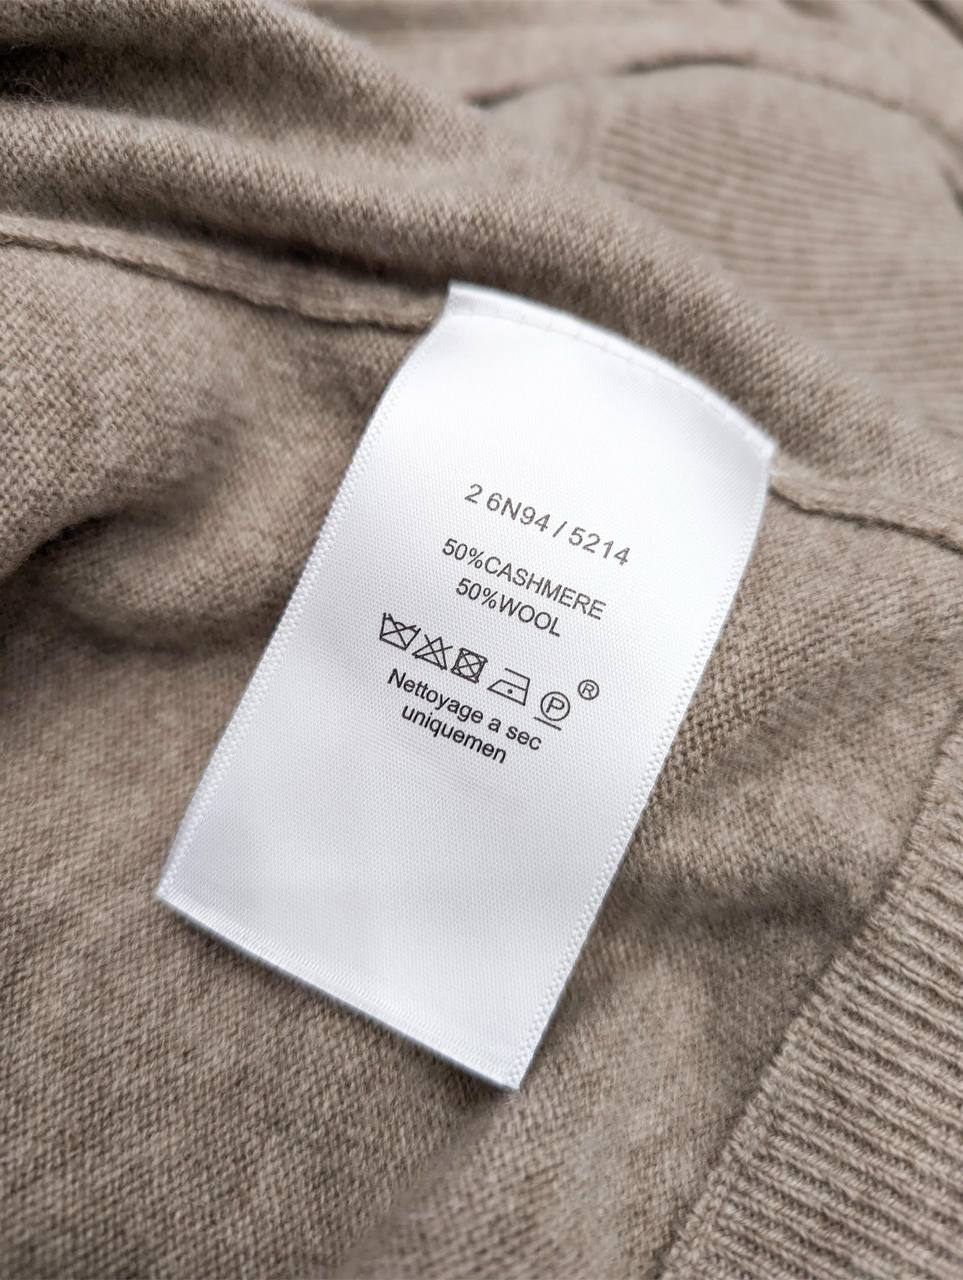 2 6N94 / 5214
50%CASHMERE
50%WOOL
P ®
Nettoyage a sec
uniquemen